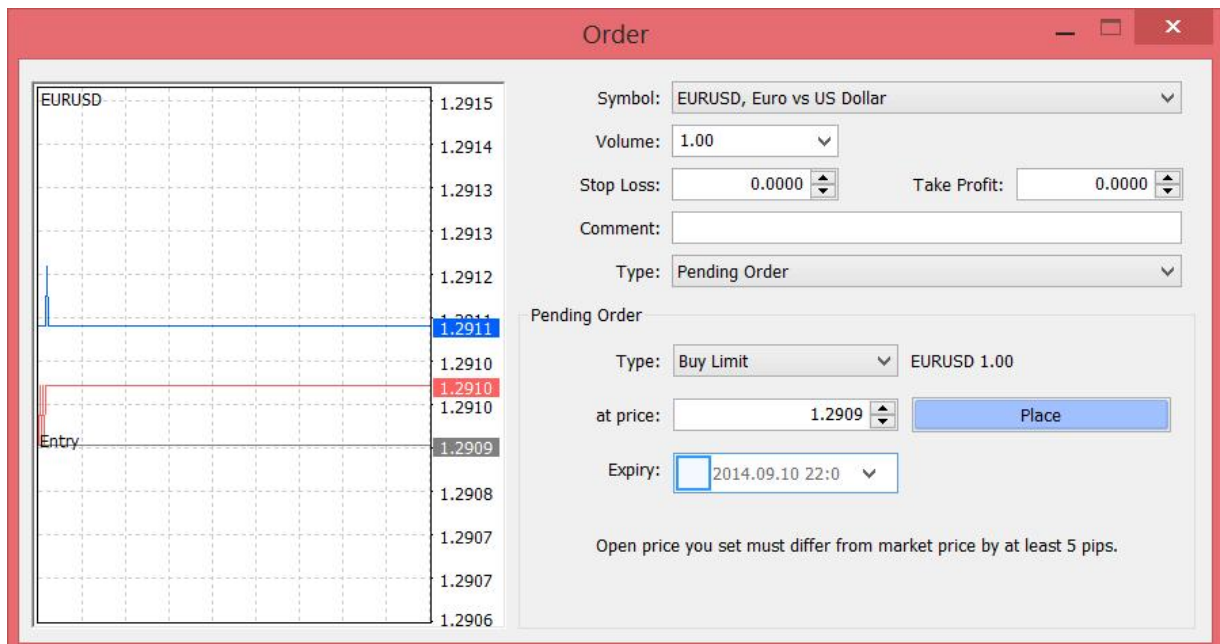 Order
EURUSD
1.2915
1.2914
1.2913
1.2913
1.2912
1.2911
1.2911
1.2910
1.2910
1.2910
Entry
1.2909
1.2908
1.2907
1.2907
1.2906
Symbol: EURUSD, Euro vs US Dollar
Volume: 1.00
Stop Loss: 0.0000 Take Profit: 0.0000
Comment:
Type: Pending Order
Pending Order
Type: Buy Limit EURUSD 1.00
at price: 1.2909 Place
Expiry: 2014.09.10 22:0
Open price you set must differ from market price by at least 5 pips.